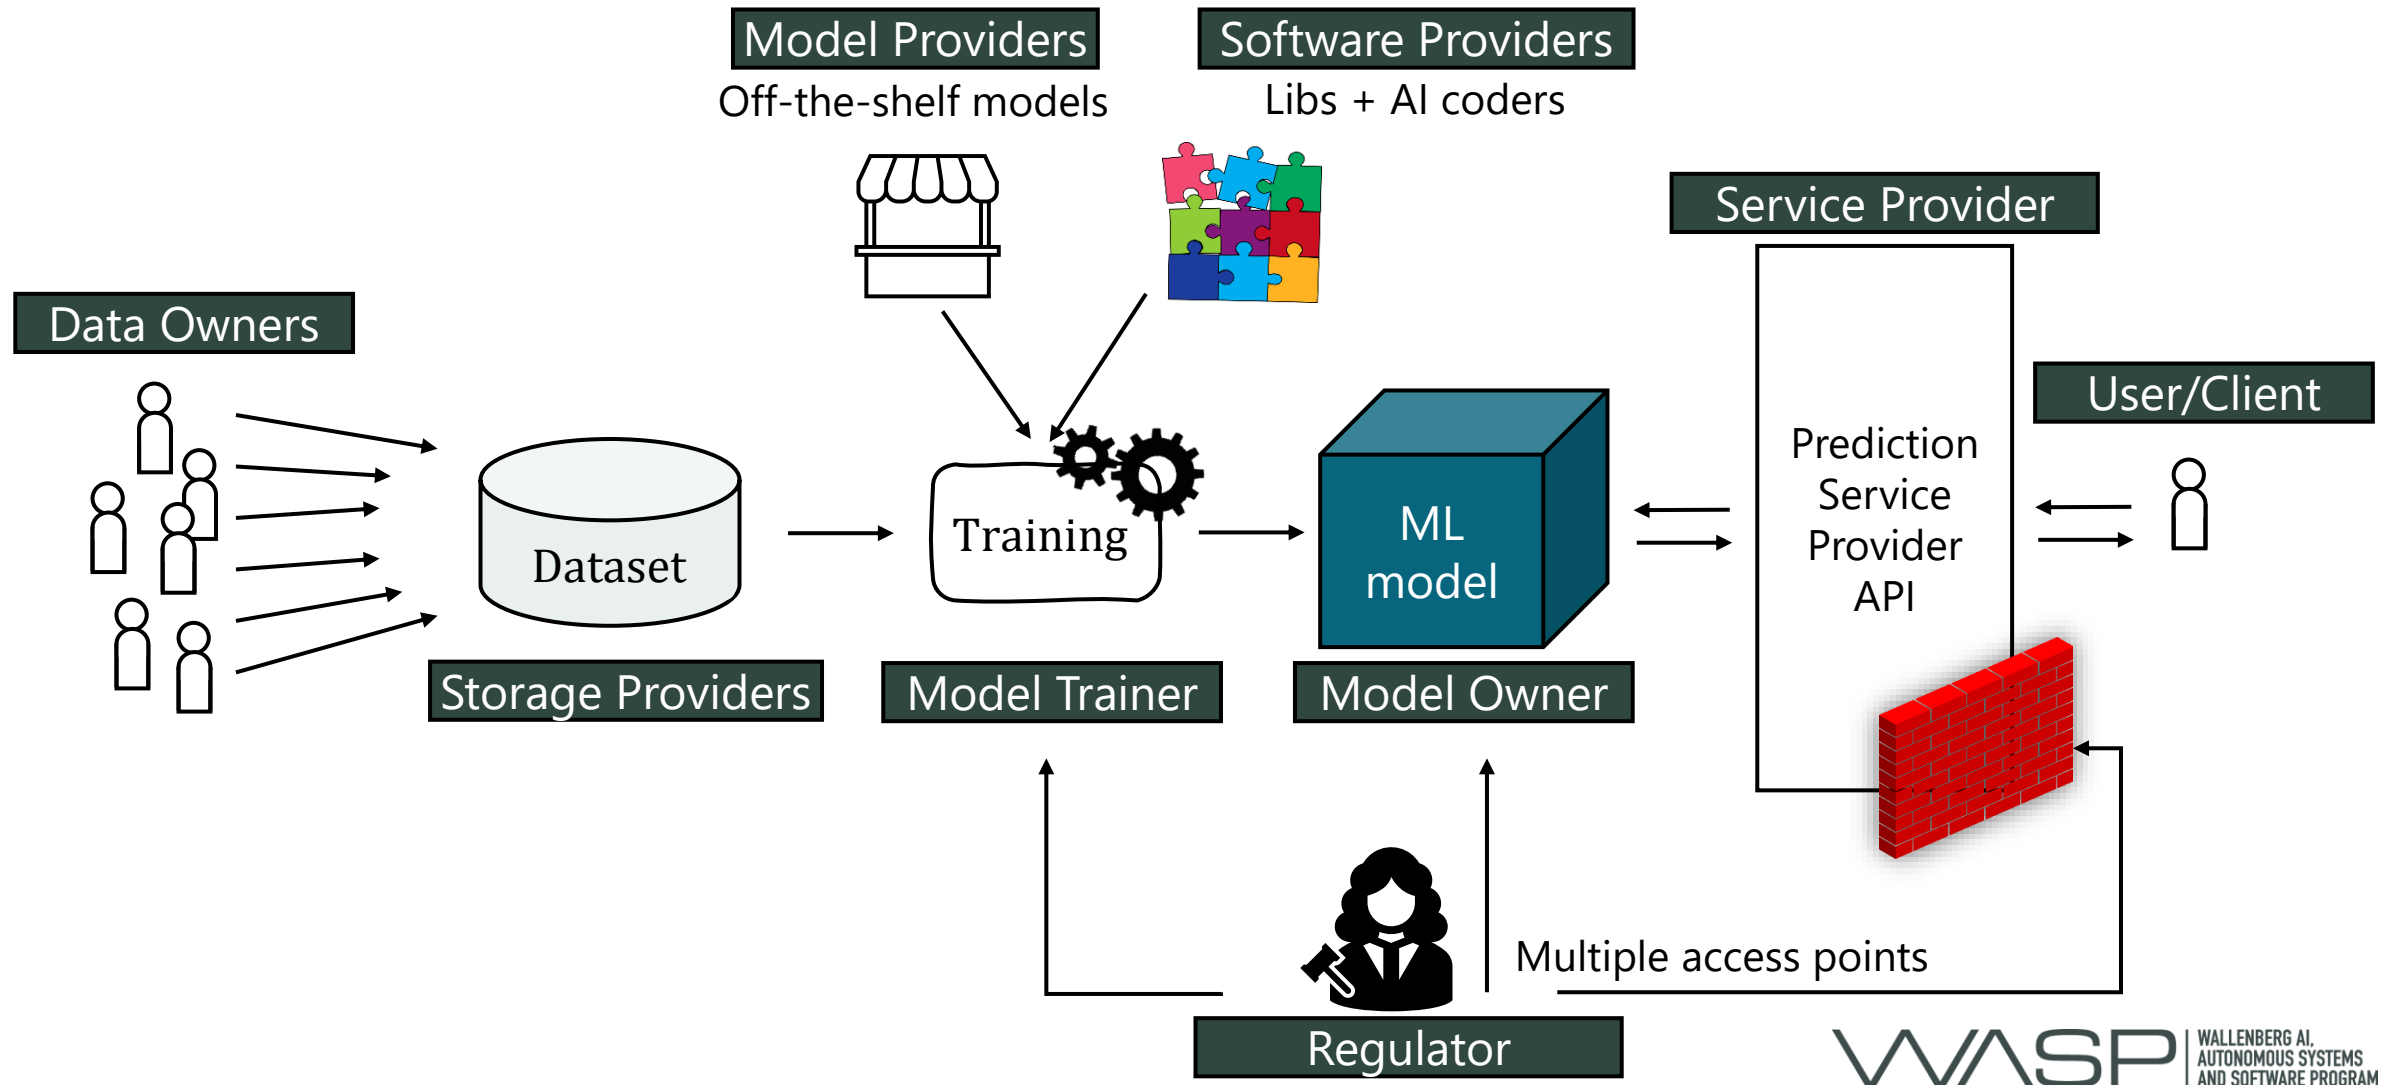 Model Providers
Off-the-shelf models
Software Providers
Libs + AI coders
Service Provider
Data Owners
User/Client
Prediction
Service
Provider
API
Dataset
Training
ML
model
Storage Providers
Model Trainer
Model Owner
Multiple access points
Regulator
WASP
WALLENBERG AI,
AUTONOMOUS SYSTEMS
AND SOFTWARE PROGRAM